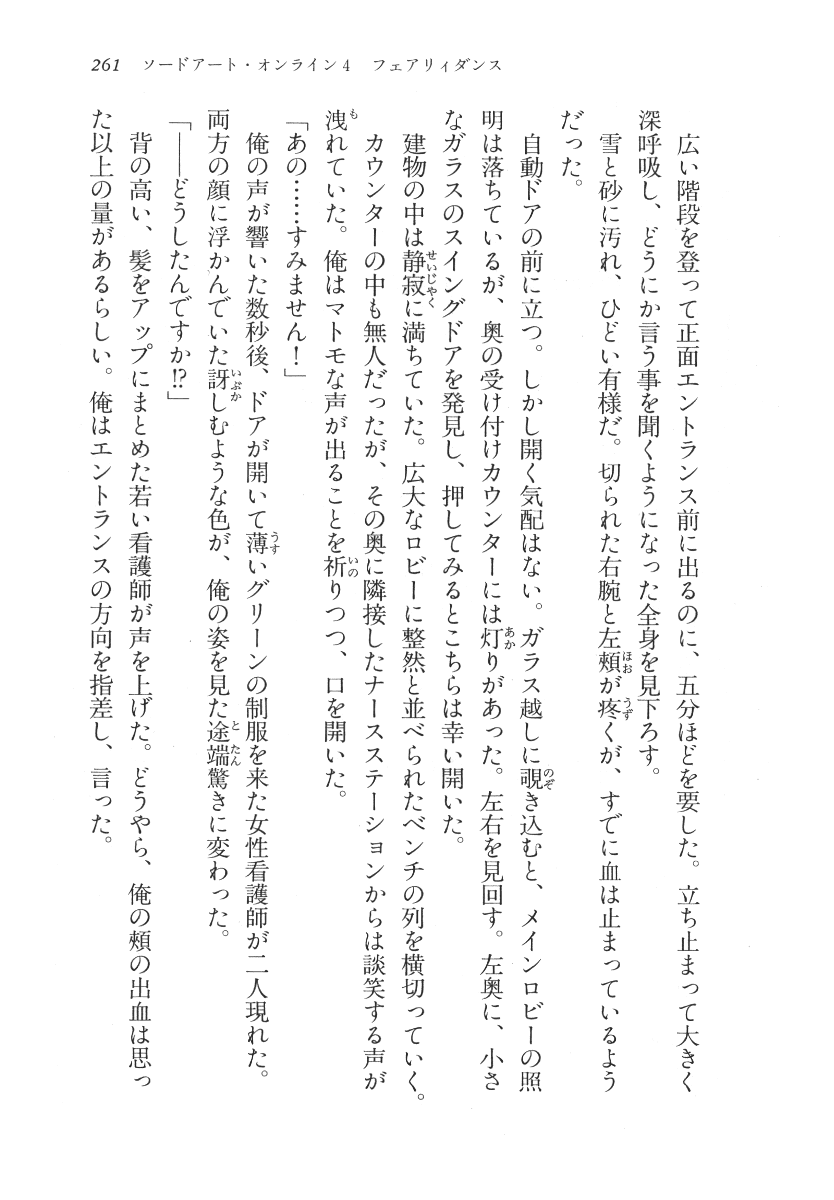 261　ソードアート・オンライン4　フェアリィダンス
　広い階段を登って正面エントランス前に出るのに、五分ほどを要した。立ち止まって大きく
深呼吸し、どうにか言う事を聞くようになった全身を見下ろす。
　雪と砂に汚れ、ひどい有様だ。切られた右腕と左頰が疼くが、すでに血は止まっているよう
だった。
　自動ドアの前に立つ。しかし開く気配はない。ガラス越しに覗き込むと、メインロビーの照
明は落ちているが、奥の受け付けカウンターには灯りがあった。左右を見回す。左奥に、小さ
なガラスのスイングドアを発見し、押してみるとこちらは幸い開いた。
　建物の中は静寂に満ちていた。広大なロビーに整然と並べられたベンチの列を横切っていく。
　カウンターの中も無人だったが、その奥に隣接したナースステーションからは談笑する声が
洩れていた。俺はマトモな声が出ることを祈りつつ、口を開いた。
「あの……すみません！」
　俺の声が響いた数秒後、ドアが開いて薄いグリーンの制服を来た女性看護師が二人現れた。
両方の顔に浮かんでいた訝しむような色が、俺の姿を見た途端驚きに変わった。
「――どうしたんですか!?」
　背の高い、髪をアップにまとめた若い看護師が声を上げた。どうやら、俺の頰の出血は思っ
た以上の量があるらしい。俺はエントランスの方向を指差し、言った。